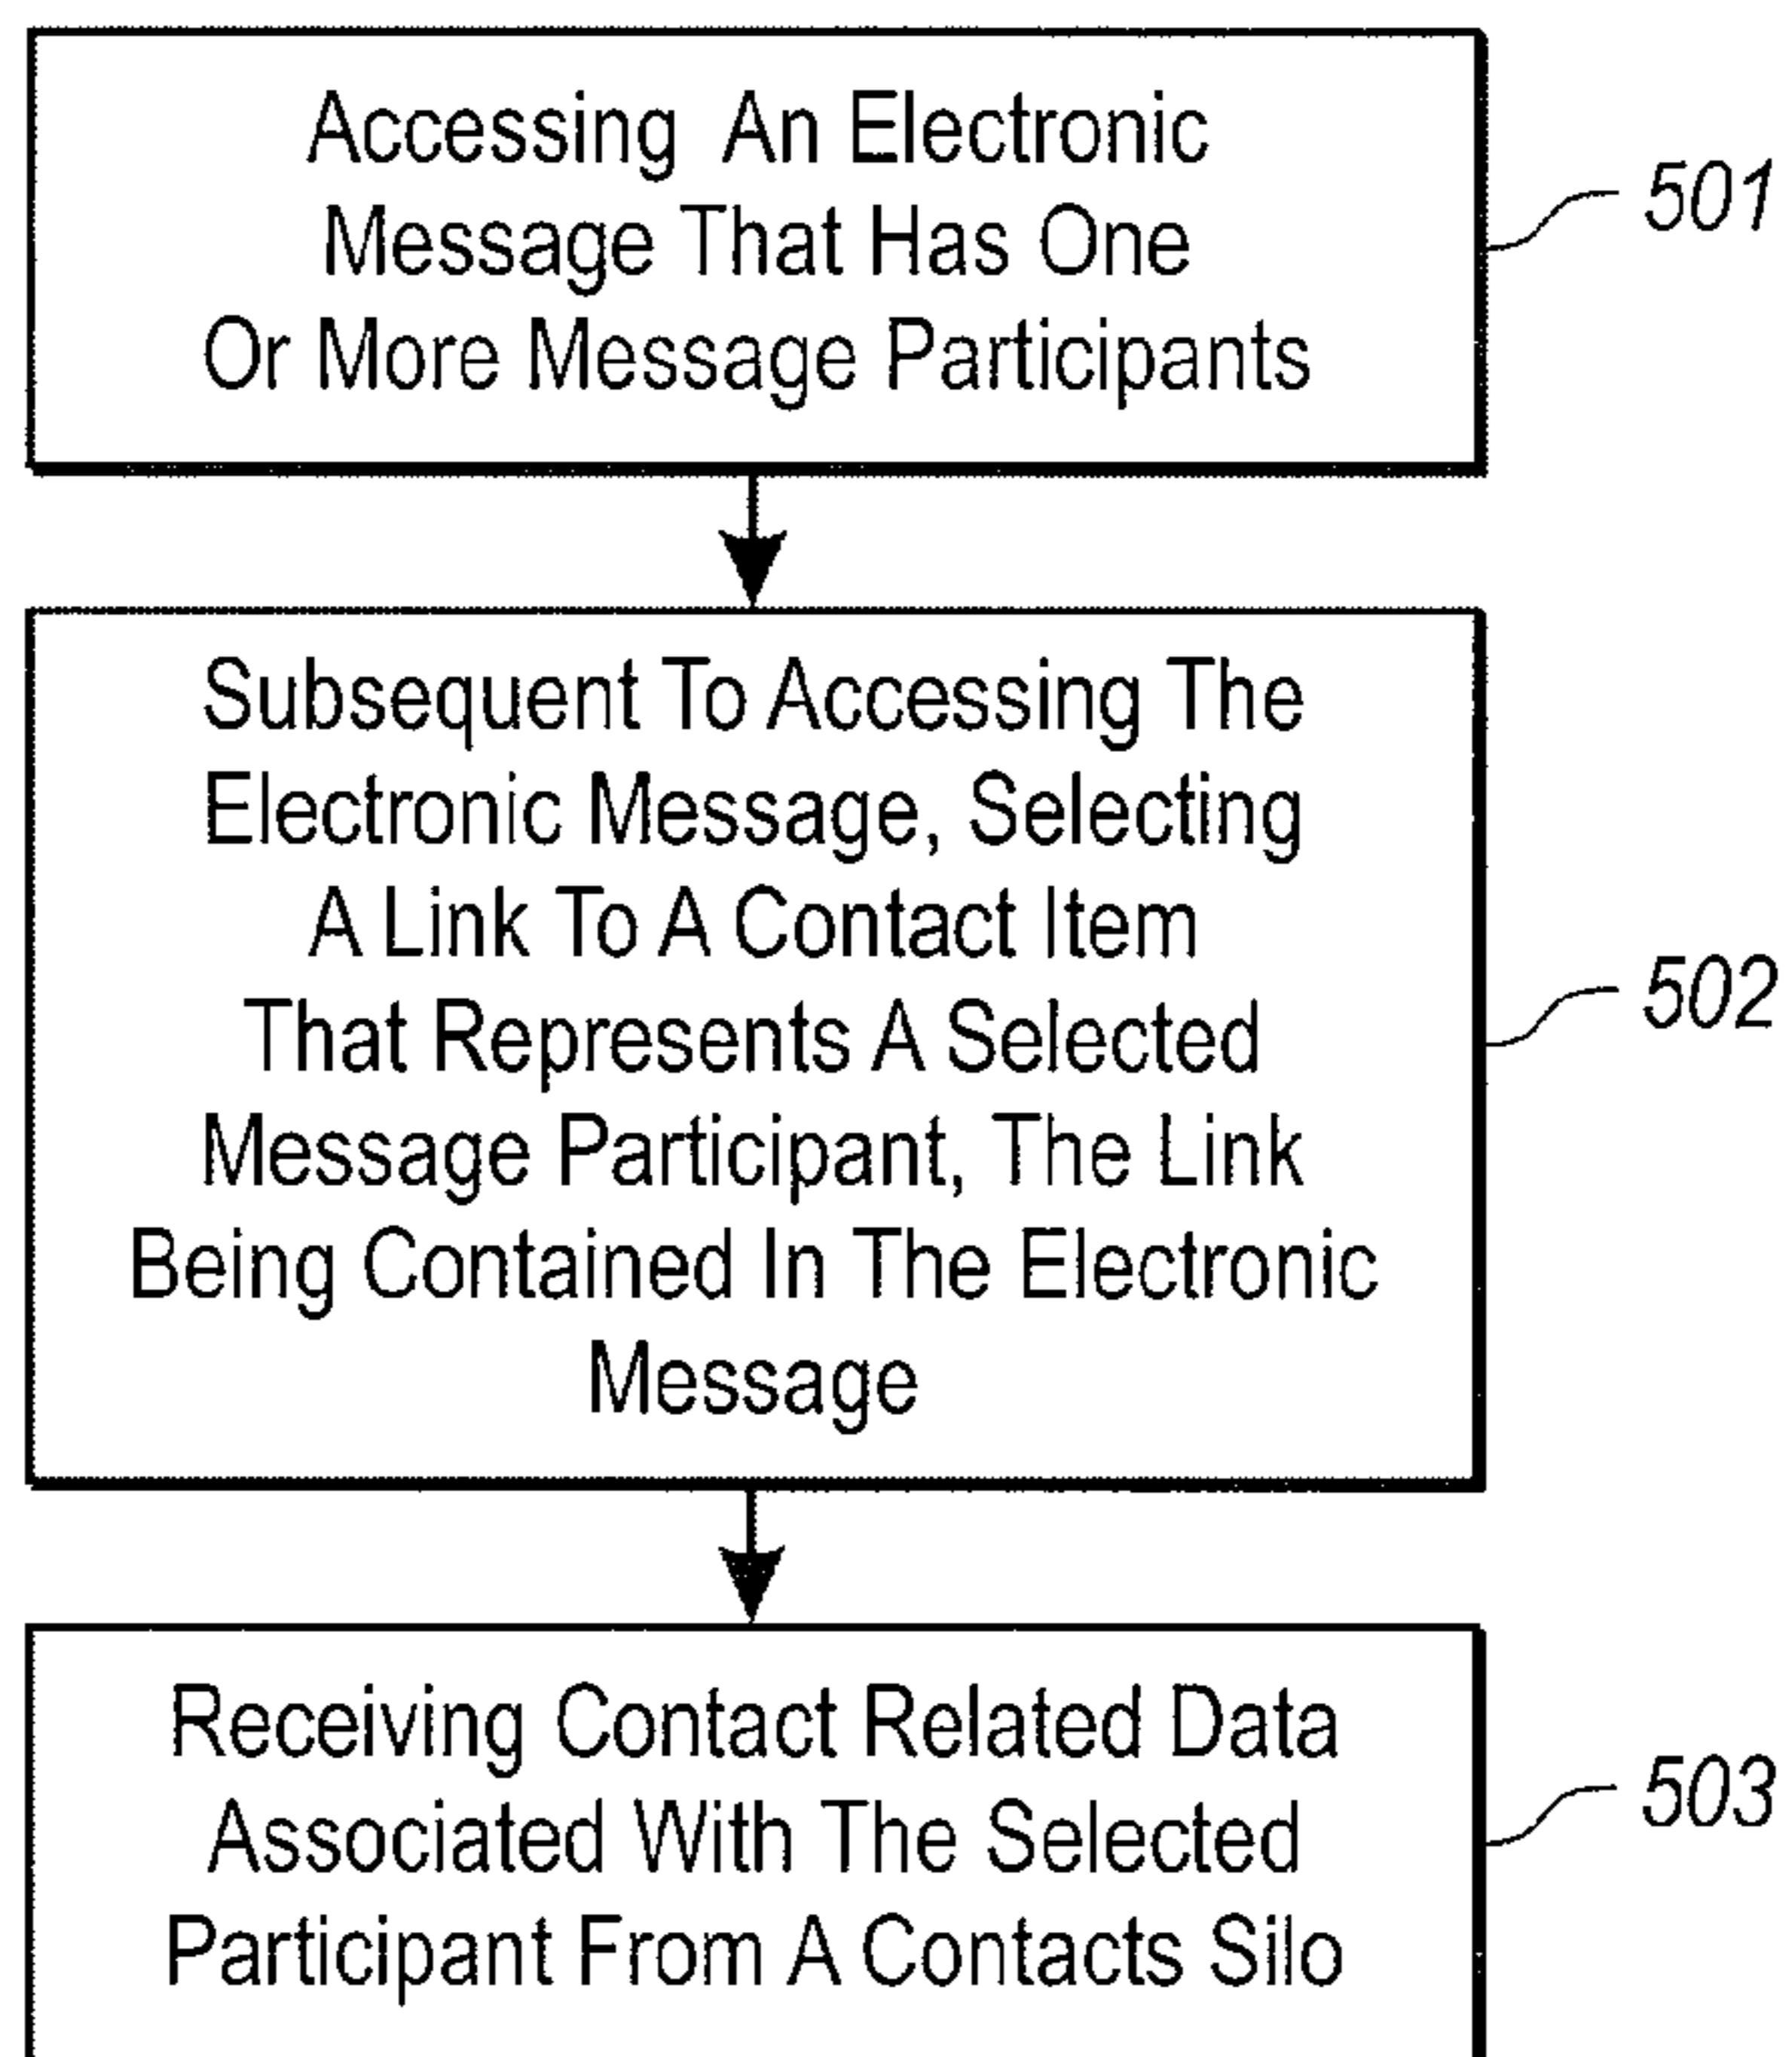 Accessing An Electronic
Message That Has One
Or More Message Participants
501
Subsequent To Accessing The
Electronic Message, Selecting
A Link To A Contact Item
That Represents A Selected
Message Participant, The Link
Being Contained In The Electronic
Message
502
Receiving Contact Related Data
Associated With The Selected
Participant From A Contacts Silo
503